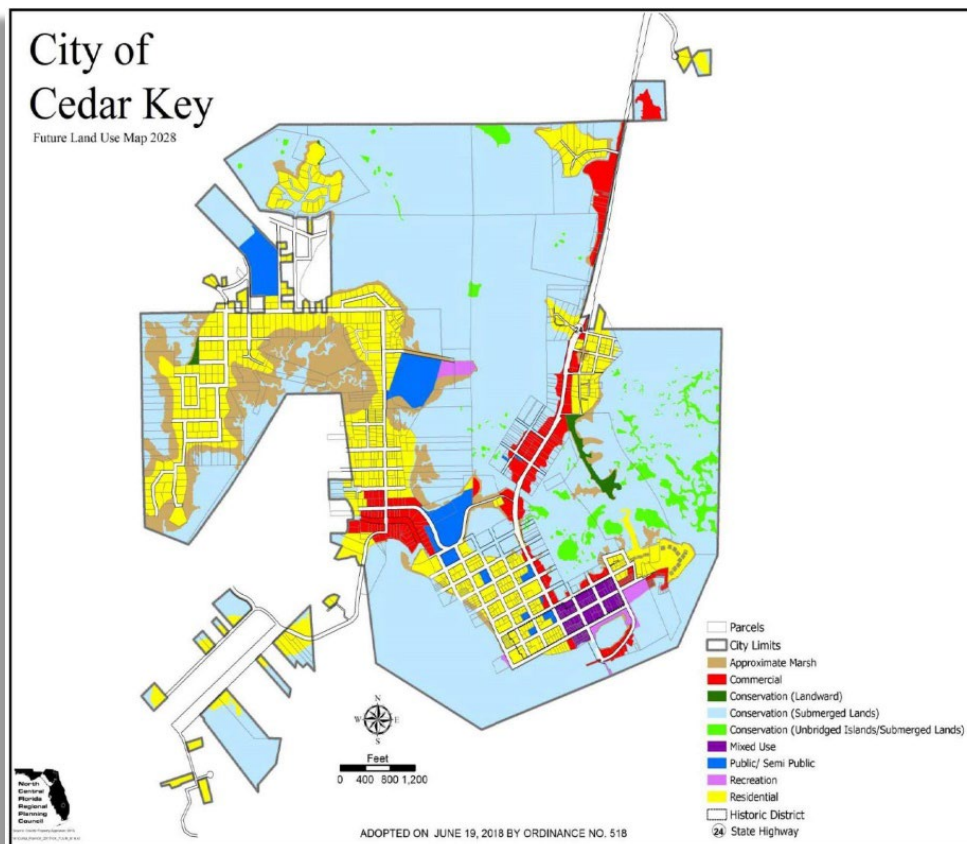 City of
Cedar Key
Future Land Use Map 2028
24
N
W E
S
Feet
0 400 800 1,200
Parcels
City Limits
Approximate Marsh
Commercial
Conservation (Landward)
Conservation (Submerged Lands)
Conservation (Unbridged Islands/Submerged Lands)
Mixed Use
Public/ Semi Public
Recreation
Residential
Historic District
24 State Highway
North
Central
Florida
Regional
Planning
Council
ADOPTED ON JUNE 19, 2018 BY ORDINANCE NO. 518